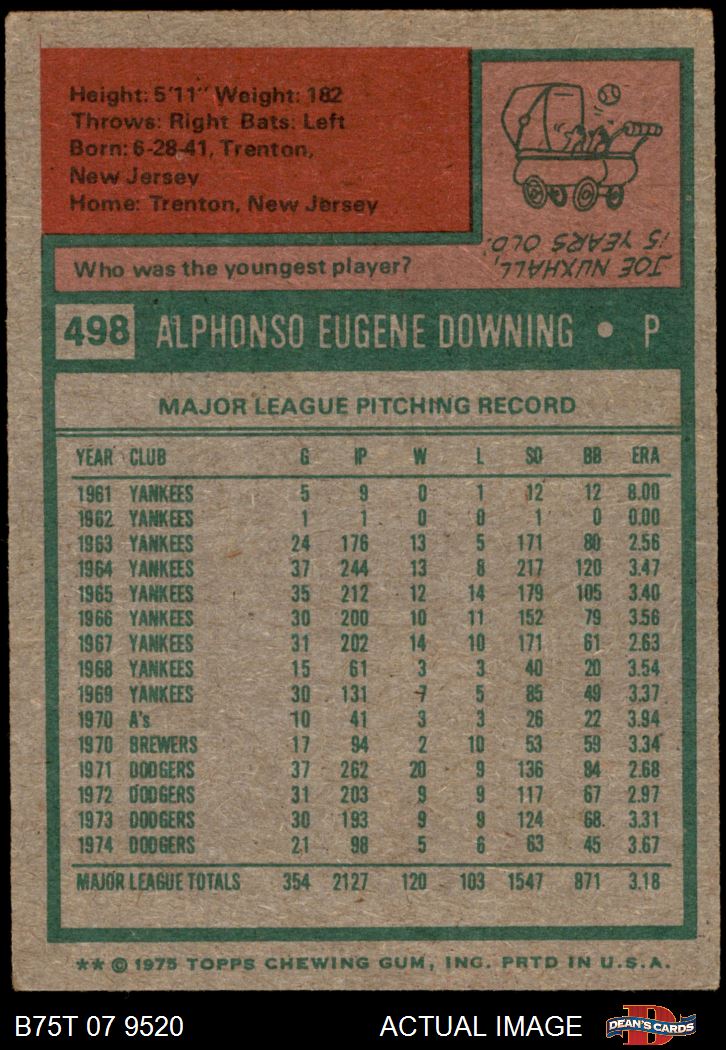 Height: 5'11" Weight: 182
Throws: Right Bats: Left
Born: 6-28-41, Trenton,
New Jersey
Home: Trenton, New Jersey
Who was the youngest player?
JOE NUXHALL,
15 YEARS OLD.
498 ALPHONSO EUGENE DOWNING • P
MAJOR LEAGUE PITCHING RECORD
YEAR CLUB G IP W L SO BB ERA
1961 YANKEES 5 9 0 1 12 12 8.00
1962 YANKEES 1 1 0 0 1 0 0.00
1963 YANKEES 24 176 13 5 171 80 2.56
1964 YANKEES 37 244 13 8 217 120 3.47
1965 YANKEES 35 212 12 14 179 105 3.40
1966 YANKEES 30 200 10 11 152 79 3.56
1967 YANKEES 31 202 14 10 171 61 2.63
1968 YANKEES 15 61 3 3 40 20 3.54
1969 YANKEES 30 131 7 5 85 49 3.37
1970 A's 10 41 3 3 26 22 3.94
1970 BREWERS 17 94 2 10 53 59 3.34
1971 DODGERS 37 262 20 9 136 84 2.68
1972 DODGERS 31 203 9 9 117 67 2.97
1973 DODGERS 30 193 9 9 124 68 3.31
1974 DODGERS 21 98 5 6 63 45 3.67
MAJOR LEAGUE TOTALS 354 2127 120 103 1547 871 3.18
** © 1975 TOPPS CHEWING GUM, INC. PRTD IN U.S.A.
B75T 07 9520 ACTUAL IMAGE D DEAN'S CARDS